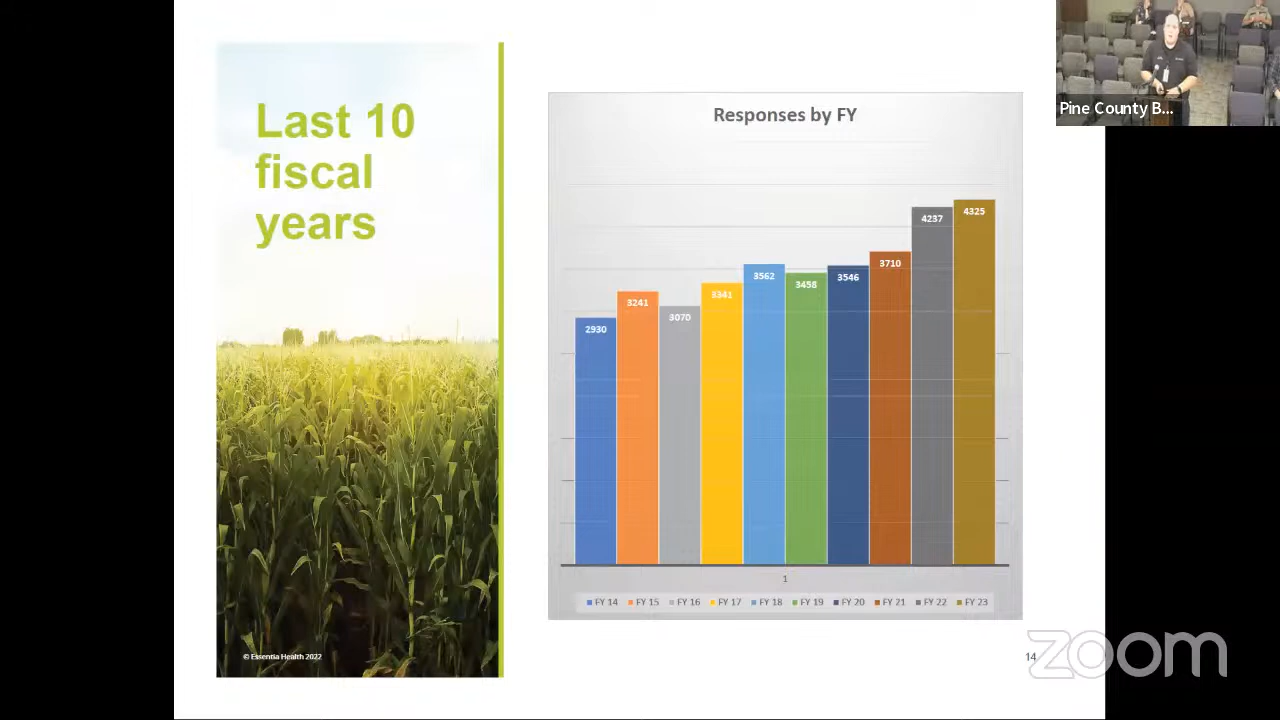 Last 10
fiscal
years
© Essentia Health 2022
Responses by FY
2930
3241
3070
3341
3562
3458
3546
3710
4237
4325
1
FY 14 FY 15 FY 16 FY 17 FY 18 FY 19 FY 20 FY 21 FY 22 FY 23
14
Pine County B...
zoom